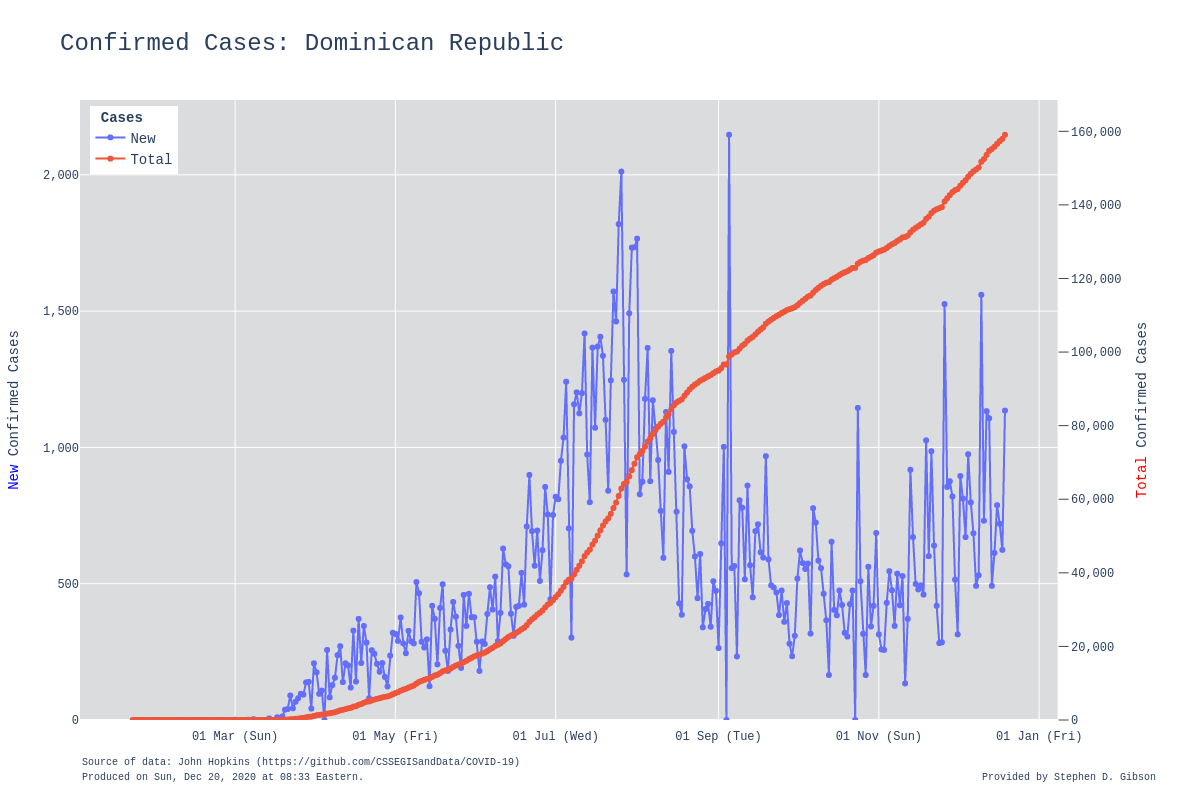 Confirmed Cases: Dominican Republic
Cases
New
Total
2,000
1,500
1,000
500
0
160,000
140,000
120,000
100,000
80,000
60,000
40,000
20,000
0
New Confirmed Cases
Total Confirmed Cases
01 Mar (Sun)
01 May (Fri)
01 Jul (Wed)
01 Sep (Tue)
01 Nov (Sun)
01 Jan (Fri)
Source of data: John Hopkins (https://github.com/CSSEGISandData/COVID-19)
Produced on Sun, Dec 20, 2020 at 08:33 Eastern.
Provided by Stephen D. Gibson